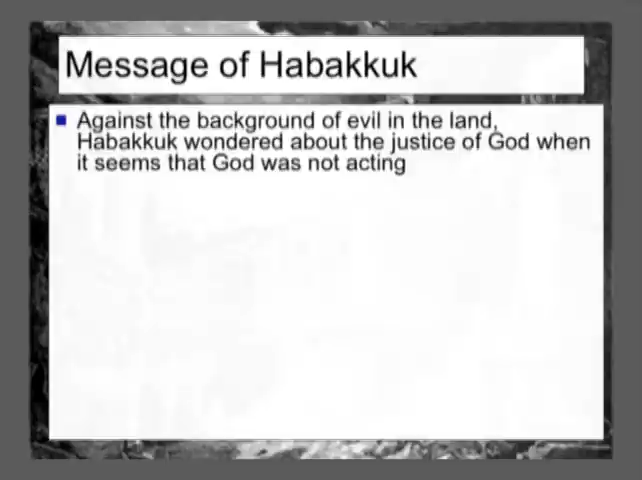 Message of Habakkuk
Against the background of evil in the land,
Habakkuk wondered about the justice of God when
it seems that God was not acting